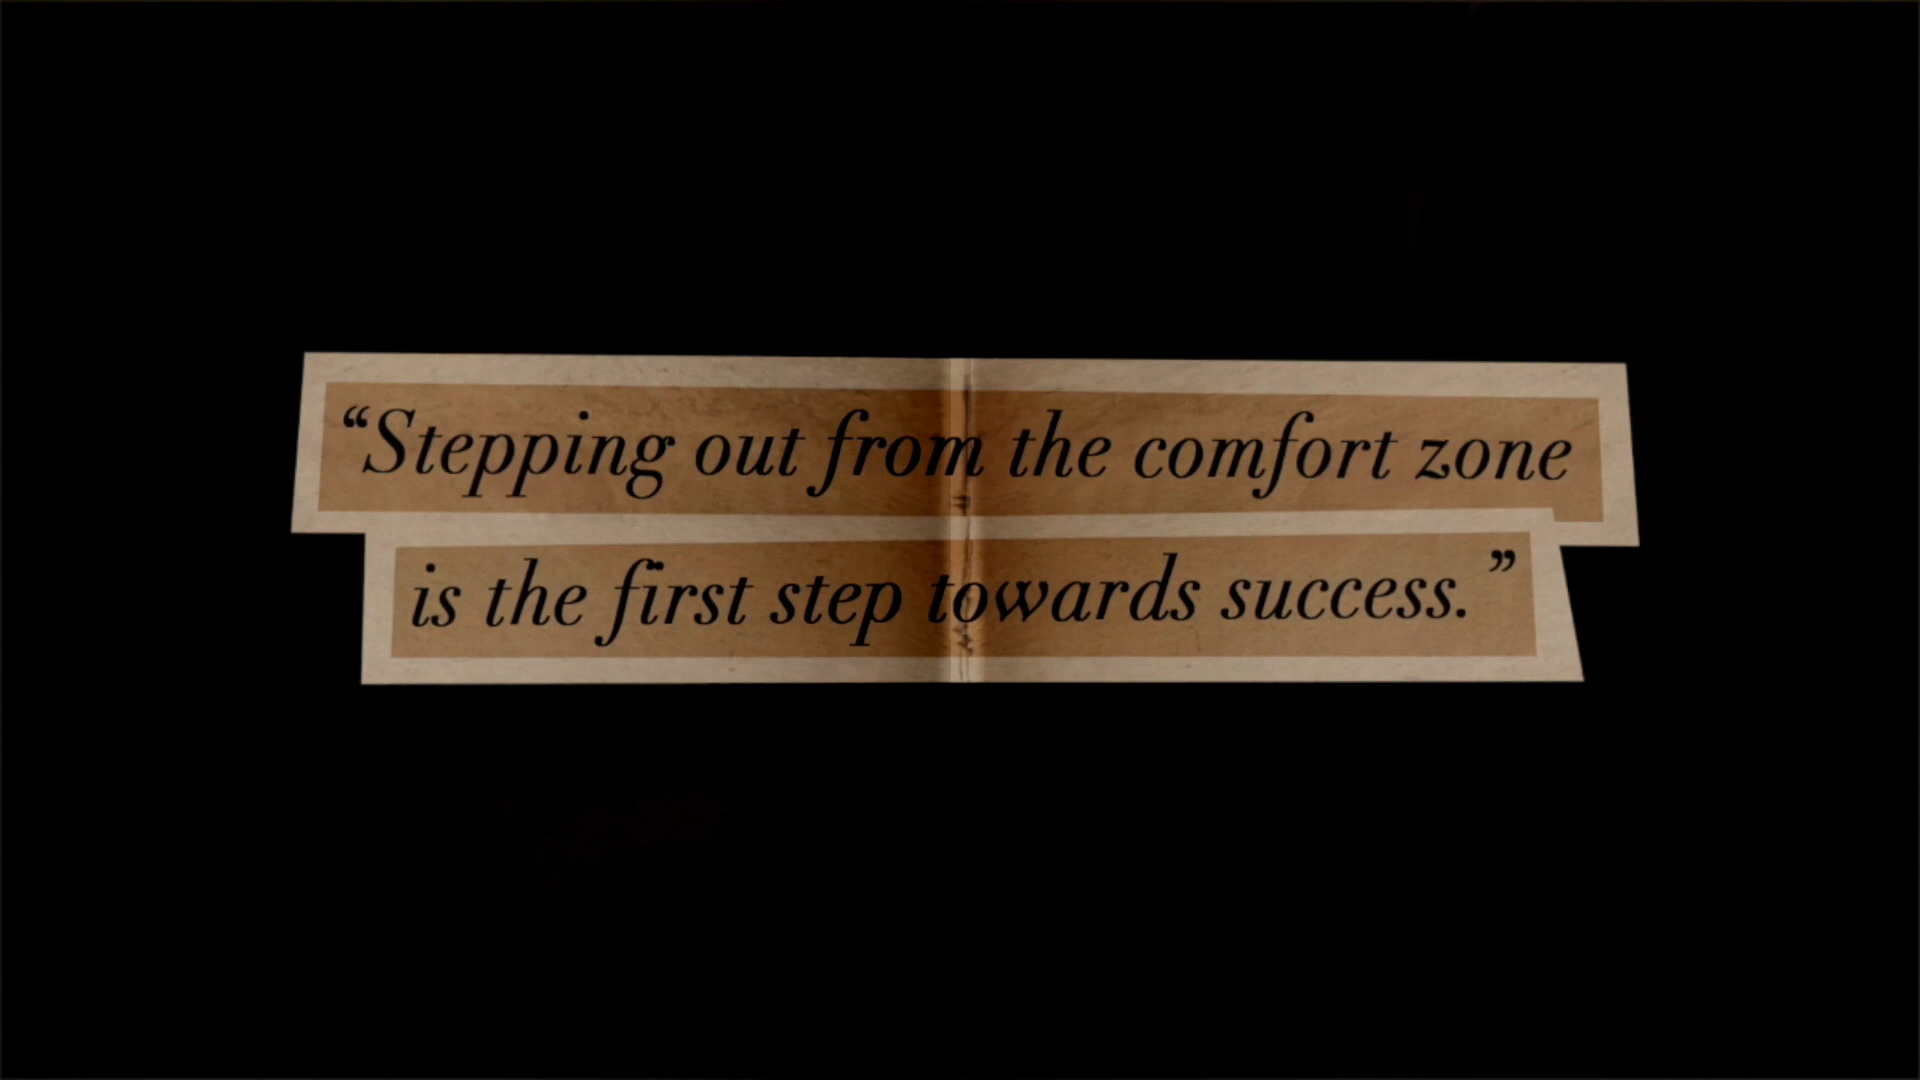 “Stepping out from the comfort zone
is the first step towards success.”